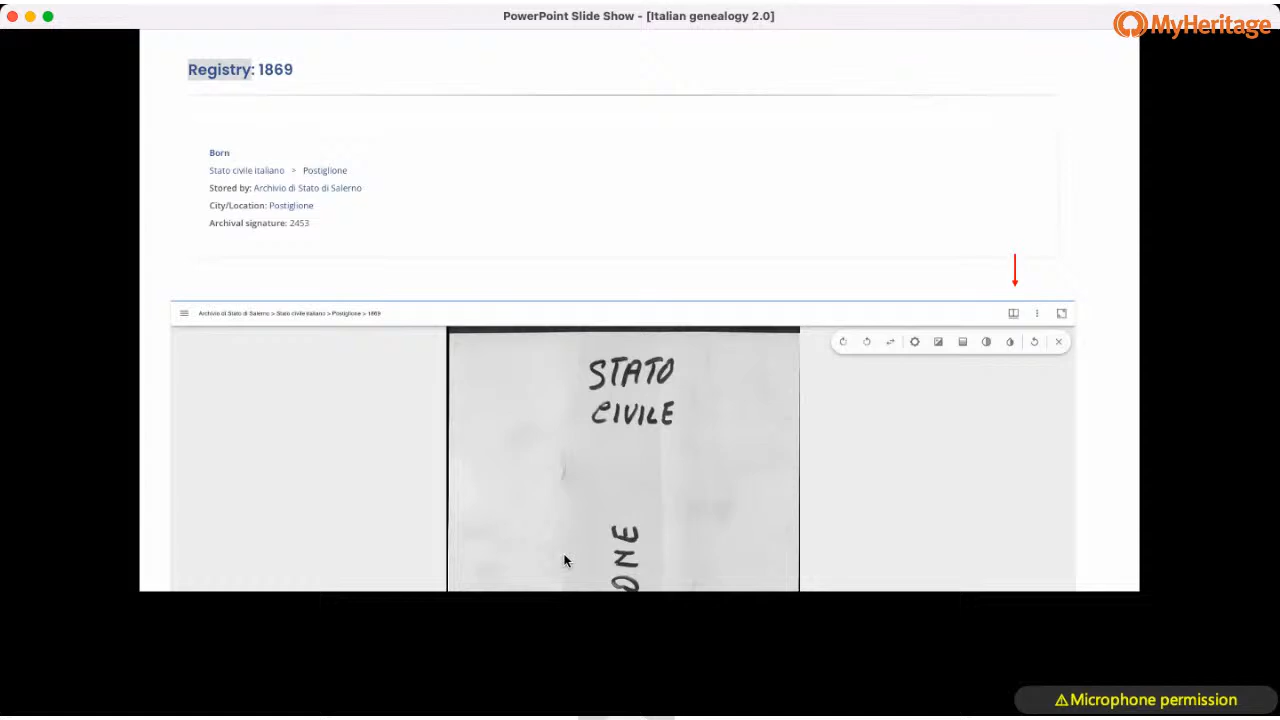 PowerPoint Slide Show - [Italian genealogy 2.0]
MyHeritage
Registry: 1869
Born
Stato civile italiano > Postiglione
Stored by: Archivio di Stato di Salerno
City/Location: Postiglione
Archival signature: 2453
Archivio di Stato di Salerno > Stato civile italiano > Postiglione > 1869
STATO
CIVILE
ONE
⚠Microphone permission